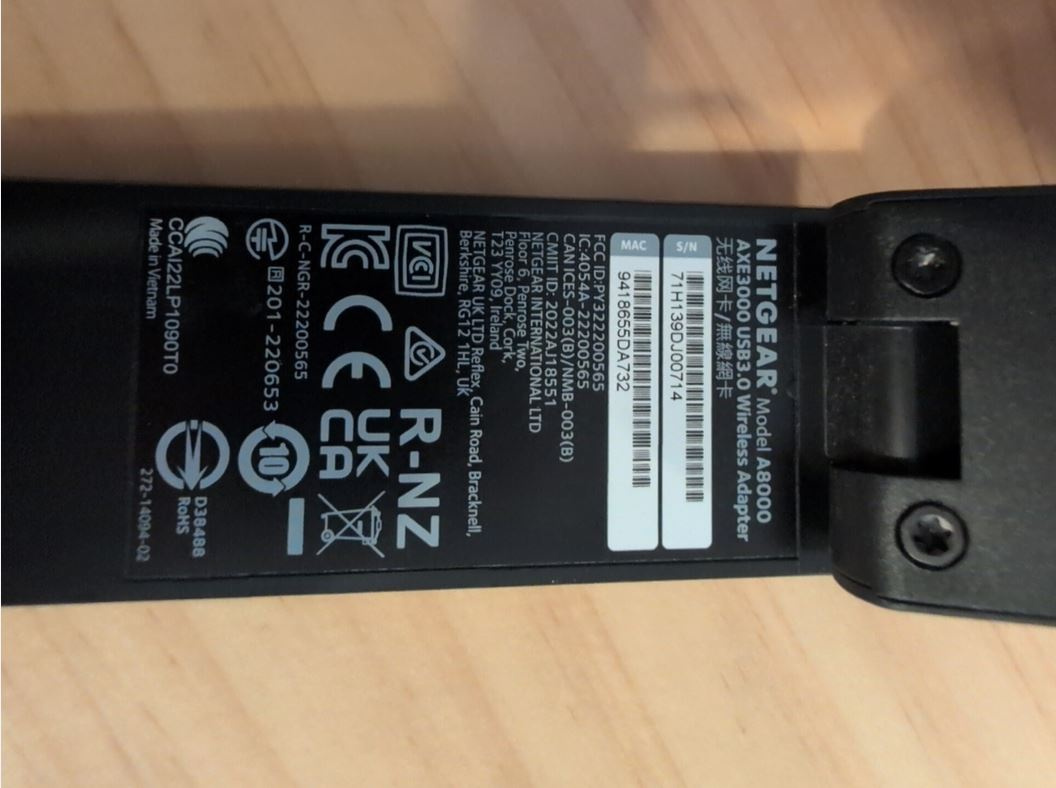 NETGEAR® Model A8000
AXE3000 USB3.0 Wireless Adapter
无线网卡/無線網卡
S/N
71H139DJ00714
MAC
9418655DA732
FCC ID:PY322200565
IC:4054A-22200565
CAN ICES-003(B)/NMB-003(B)
CMIIT ID: 2022AJ18551
NETGEAR INTERNATIONAL LTD
Floor 6, Penrose Two,
Penrose Dock, Cork,
T23 YY09, Ireland
NETGEAR UK LTD Reflex, Cain Road, Bracknell,
Berkshire, RG12 1HL, UK
VCI
R-NZ
CE
UK
CA
R-C-NGR-22200565
201-220653
10
CCAI22LP1090T0
Made in Vietnam
D38488
RoHS
272-14094-02